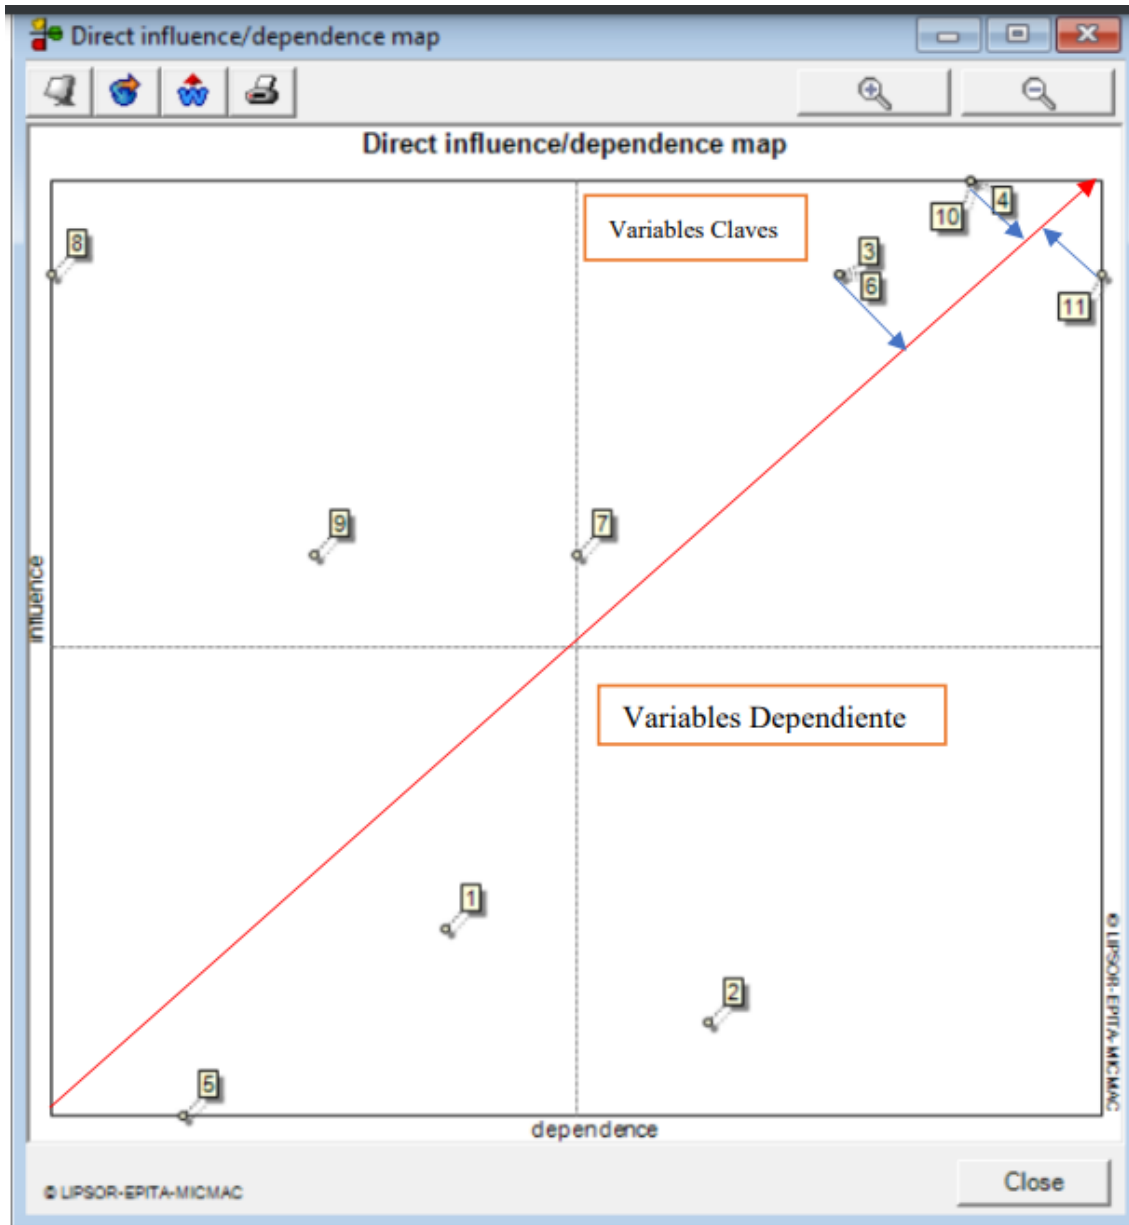 Direct influence/dependence map
Direct influence/dependence map
Variables Claves
4
10
8
3
6
11
9
7
influence
Variables Dependiente
1
2
5
© LIPSOR-EPITA-MICMAC
dependence
© LIPSOR-EPITA-MICMAC
Close